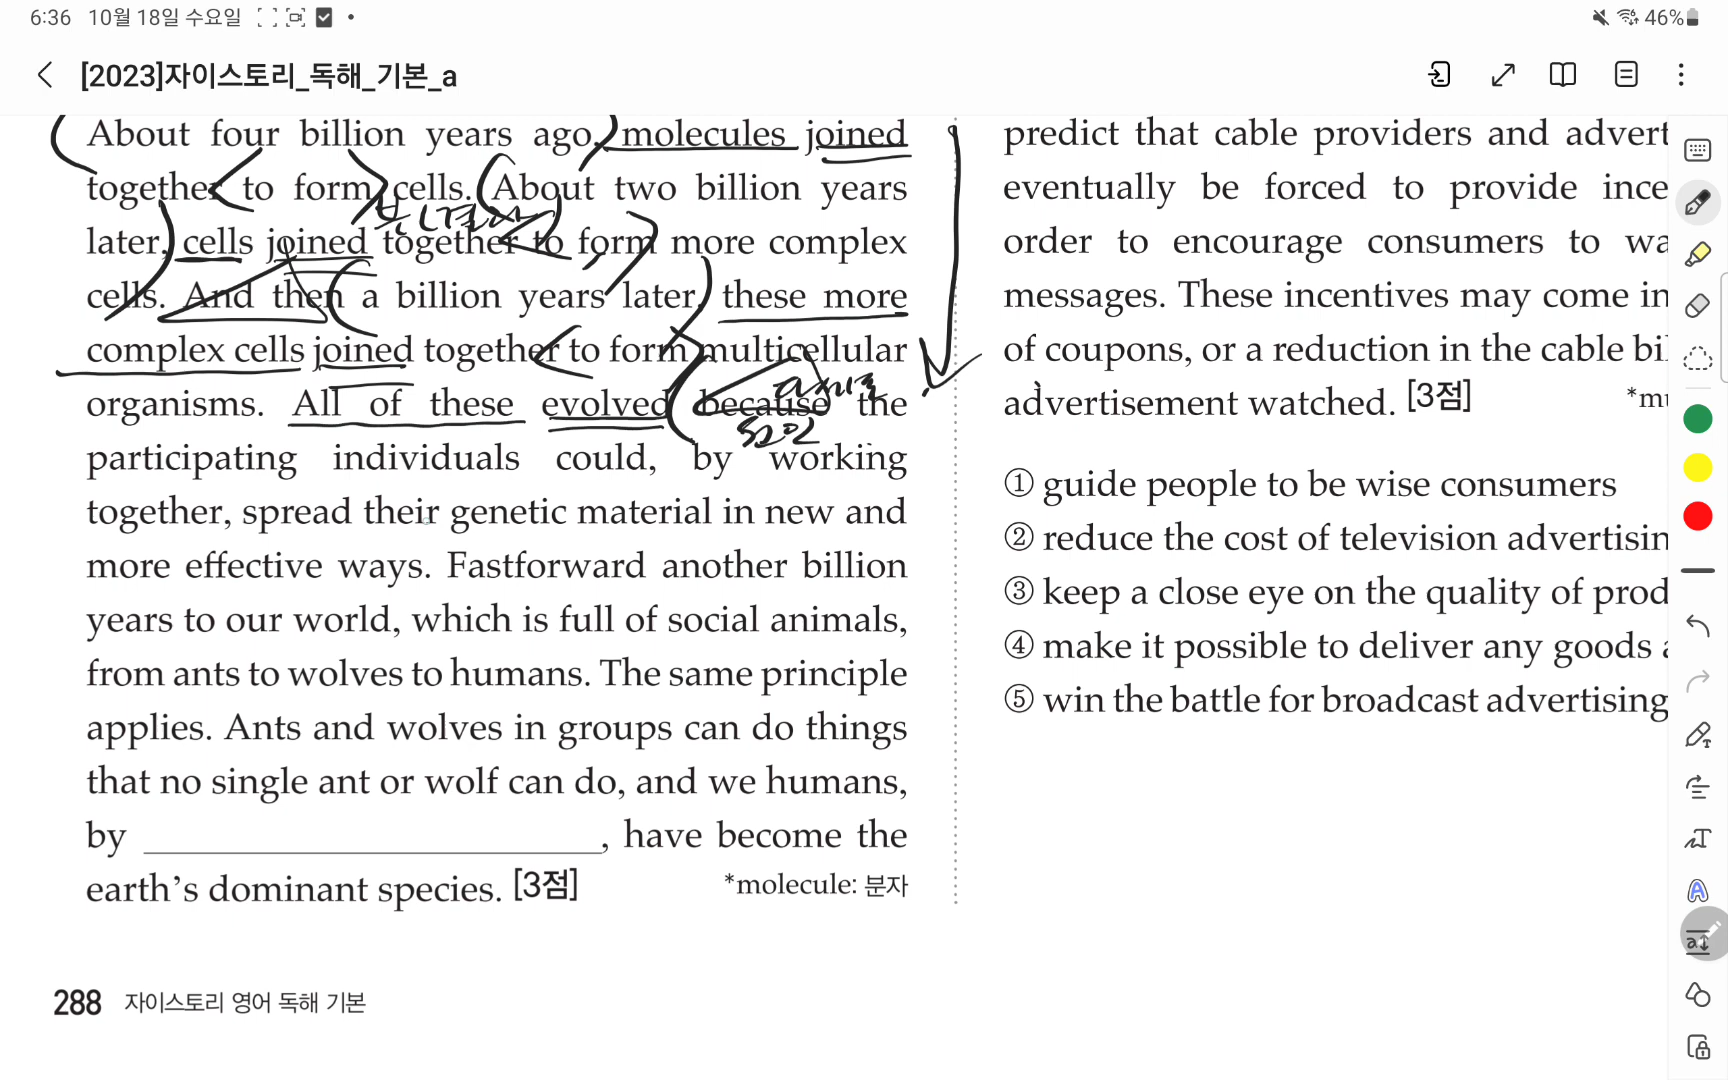 6:36 10월 18일 수요일
46%
[2023]자이스토리_독해_기본_a
About four billion years ago, molecules joined
together to form cells. About two billion years
later, cells joined together to form more complex
cells. And then a billion years later, these more
complex cells joined together to form multicellular
organisms. All of these evolved because the
participating individuals could, by working
together, spread their genetic material in new and
more effective ways. Fastforward another billion
years to our world, which is full of social animals,
from ants to wolves to humans. The same principle
applies. Ants and wolves in groups can do things
that no single ant or wolf can do, and we humans,
by , have become the
earth's dominant species. [3점]
*molecule: 분자
predict that cable providers and advert
eventually be forced to provide ince
order to encourage consumers to wa
messages. These incentives may come in
of coupons, or a reduction in the cable bil
advertisement watched. [3점]
*mu
① guide people to be wise consumers
② reduce the cost of television advertisin
③ keep a close eye on the quality of prod
④ make it possible to deliver any goods a
⑤ win the battle for broadcast advertising
288 자이스토리 영어 독해 기본